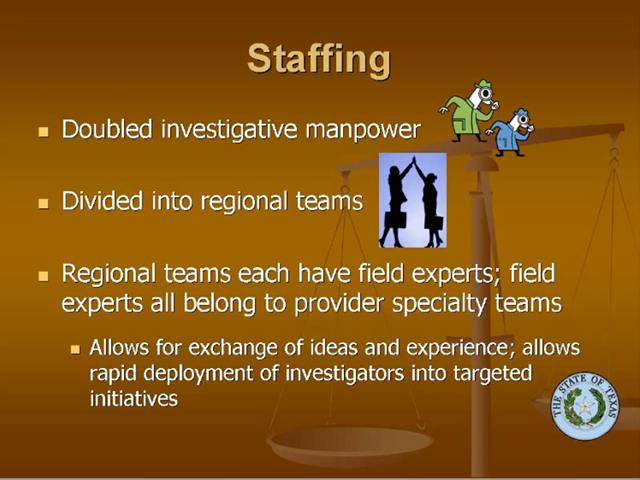 Staffing
Doubled investigative manpower
Divided into regional teams
Regional teams each have field experts; field
experts all belong to provider specialty teams
Allows for exchange of ideas and experience; allows
rapid deployment of investigators into targeted
initiatives
THE STATE OF TEXAS